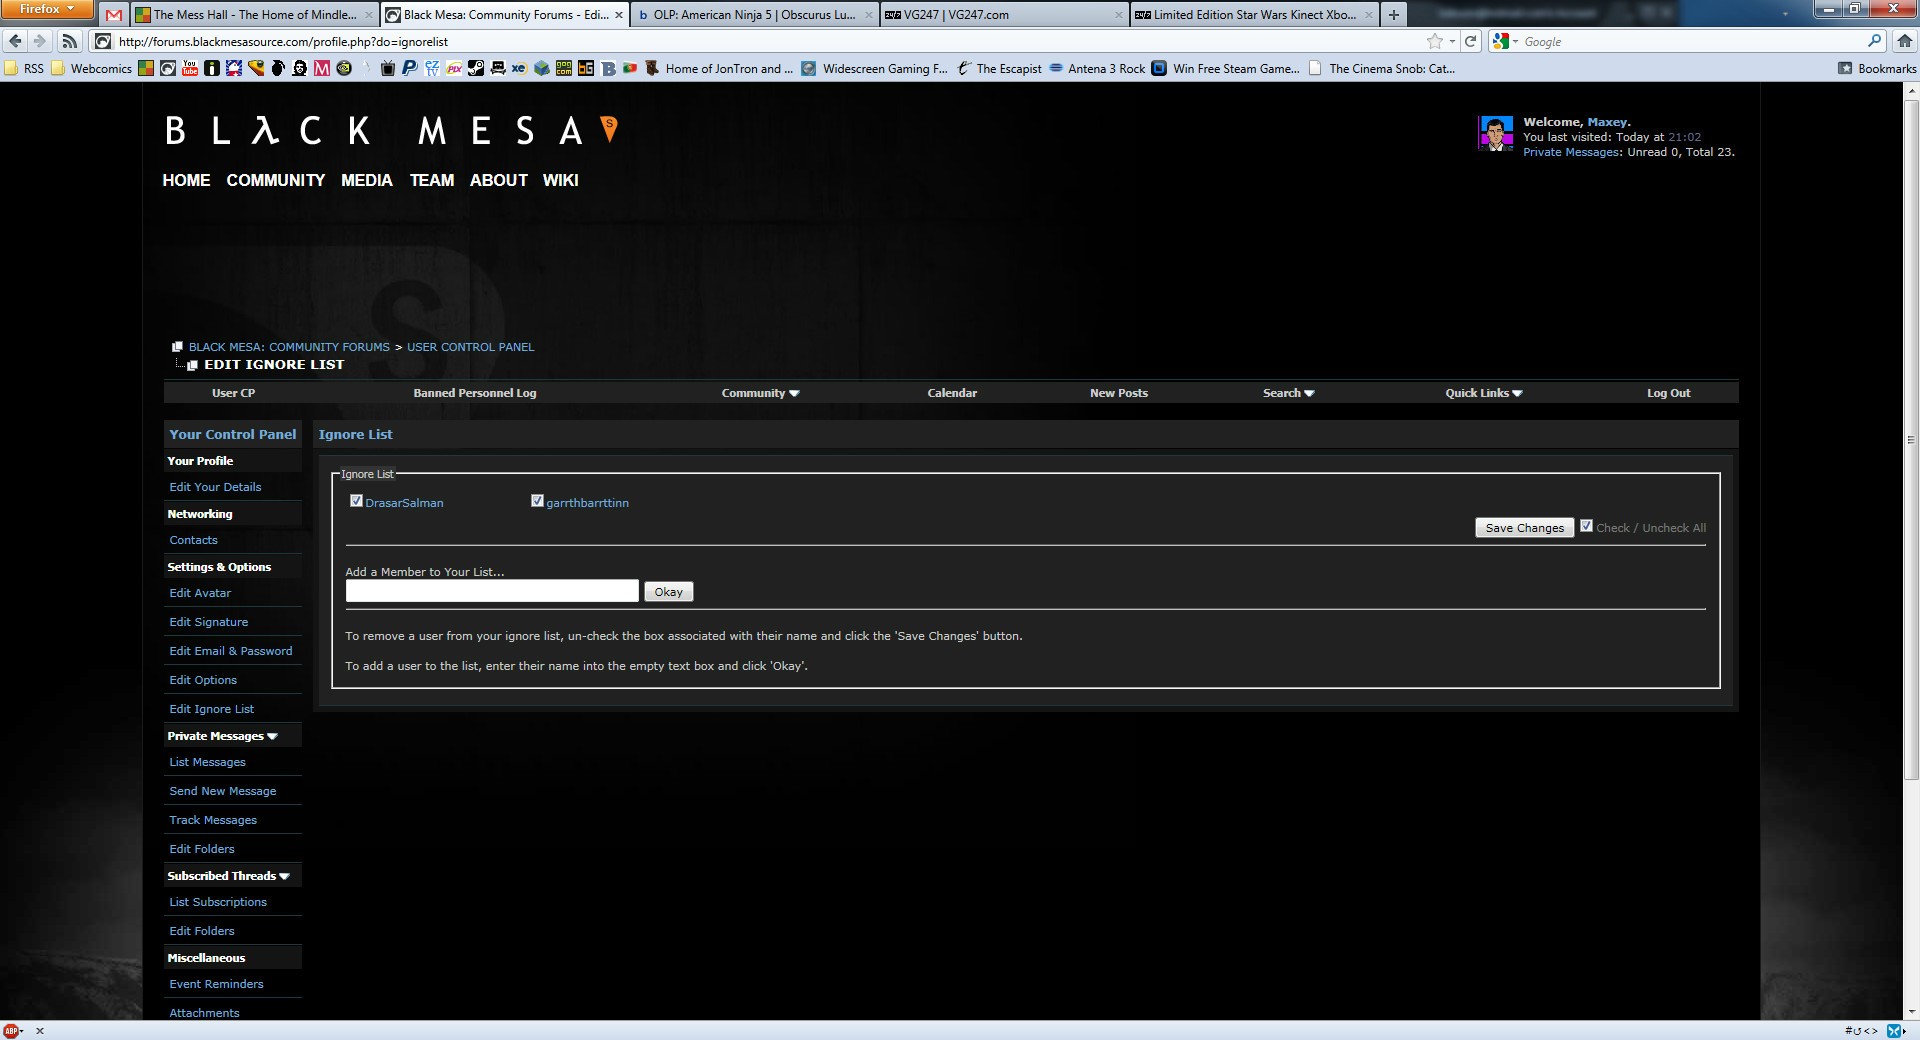 Firefox
The Mess Hall - The Home of Mindle...
Black Mesa: Community Forums - Edi...
OLP: American Ninja 5 | Obscurus Lu...
VG247 | VG247.com
Limited Edition Star Wars Kinect Xbo...
http://forums.blackmesasource.com/profile.php?do=ignorelist
Google
RSS
Webcomics
Home of JonTron and ...
Widescreen Gaming F...
The Escapist
Antena 3 Rock
Win Free Steam Game...
The Cinema Snob: Cat...
Bookmarks
BLλCK MESA
S
Welcome, Maxey.
You last visited: Today at 21:02
Private Messages: Unread 0, Total 23.
HOME COMMUNITY MEDIA TEAM ABOUT WIKI
BLACK MESA: COMMUNITY FORUMS > USER CONTROL PANEL
EDIT IGNORE LIST
User CP Banned Personnel Log Community Calendar New Posts Search Quick Links Log Out
Your Control Panel
Your Profile
Edit Your Details
Networking
Contacts
Settings & Options
Edit Avatar
Edit Signature
Edit Email & Password
Edit Options
Edit Ignore List
Private Messages
List Messages
Send New Message
Track Messages
Edit Folders
Subscribed Threads
List Subscriptions
Edit Folders
Miscellaneous
Event Reminders
Attachments
Ignore List
Ignore List
DrasarSalman garrthbarrttinn
Save Changes Check / Uncheck All
Add a Member to Your List...
Okay
To remove a user from your ignore list, un-check the box associated with their name and click the 'Save Changes' button.
To add a user to the list, enter their name into the empty text box and click 'Okay'.
ABP